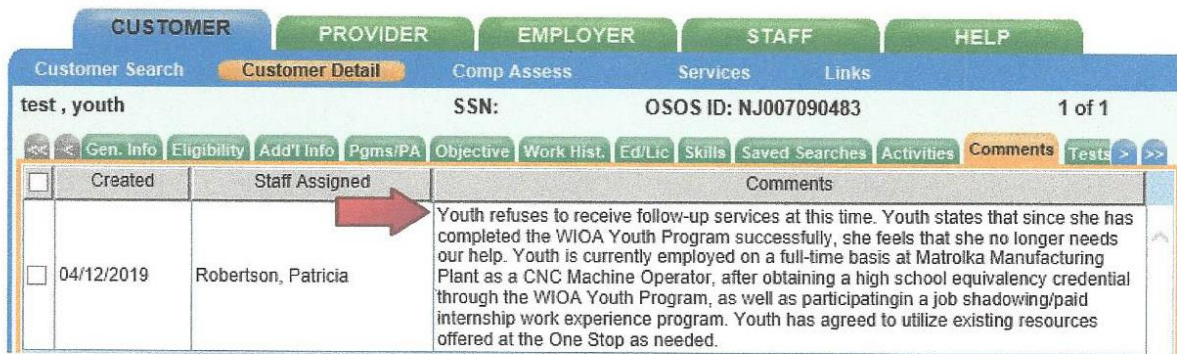 CUSTOMER PROVIDER EMPLOYER STAFF HELP
Customer Search Customer Detail Comp Assess Services Links
test , youth SSN: OSOS ID: NJ007090483 1 of 1
<< < Gen. Info Eligibility Add'l Info Pgms/PA Objective Work Hist. Ed/Lic Skills Saved Searches Activities Comments Tests > >>
Created Staff Assigned Comments
04/12/2019 Robertson, Patricia
Youth refuses to receive follow-up services at this time. Youth states that since she has
completed the WIOA Youth Program successfully, she feels that she no longer needs
our help. Youth is currently employed on a full-time basis at Matrolka Manufacturing
Plant as a CNC Machine Operator, after obtaining a high school equivalency credential
through the WIOA Youth Program, as well as participatingin a job shadowing/paid
internship work experience program. Youth has agreed to utilize existing resources
offered at the One Stop as needed.